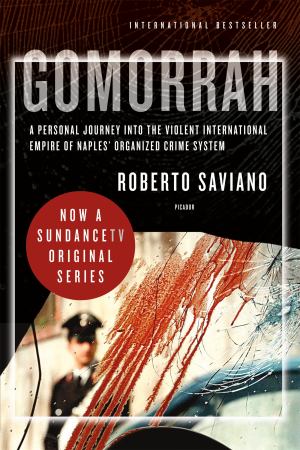 INTERNATIONAL BESTSELLER
GOMORRAH
A PERSONAL JOURNEY INTO THE VIOLENT INTERNATIONAL
EMPIRE OF NAPLES' ORGANIZED CRIME SYSTEM
ROBERTO SAVIANO
PICADOR
NOW A
SUNDANCETV
ORIGINAL
SERIES